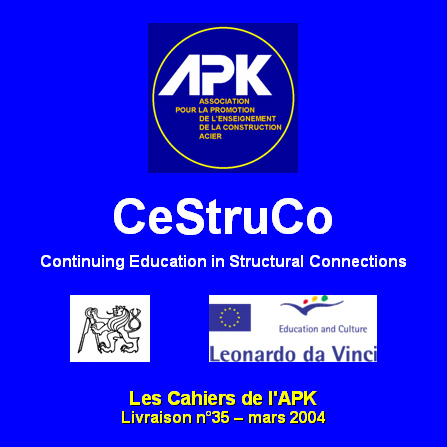 APK
ASSOCIATION
POUR LA PROMOTION
DE L'ENSEIGNEMENT
DE LA CONSTRUCTION
ACIER
CeStruCo
Continuing Education in Structural Connections
Education and Culture
Leonardo da Vinci
Les Cahiers de l'APK
Livraison n°35 – mars 2004